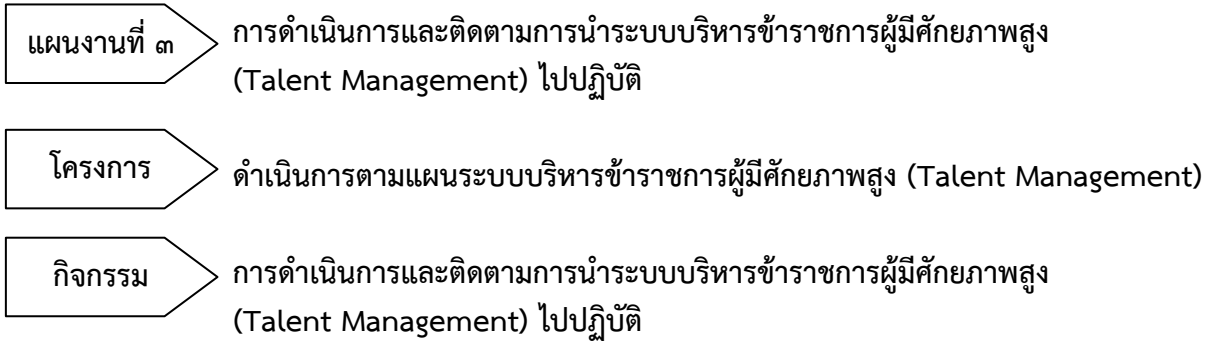 แผนงานที่ ๓ การดำเนินการและติดตามการนำระบบบริหารข้าราชการผู้มีศักยภาพสูง
(Talent Management) ไปปฏิบัติ
โครงการ ดำเนินการตามแผนระบบบริหารข้าราชการผู้มีศักยภาพสูง (Talent Management)
กิจกรรม การดำเนินการและติดตามการนำระบบบริหารข้าราชการผู้มีศักยภาพสูง
(Talent Management) ไปปฏิบัติ